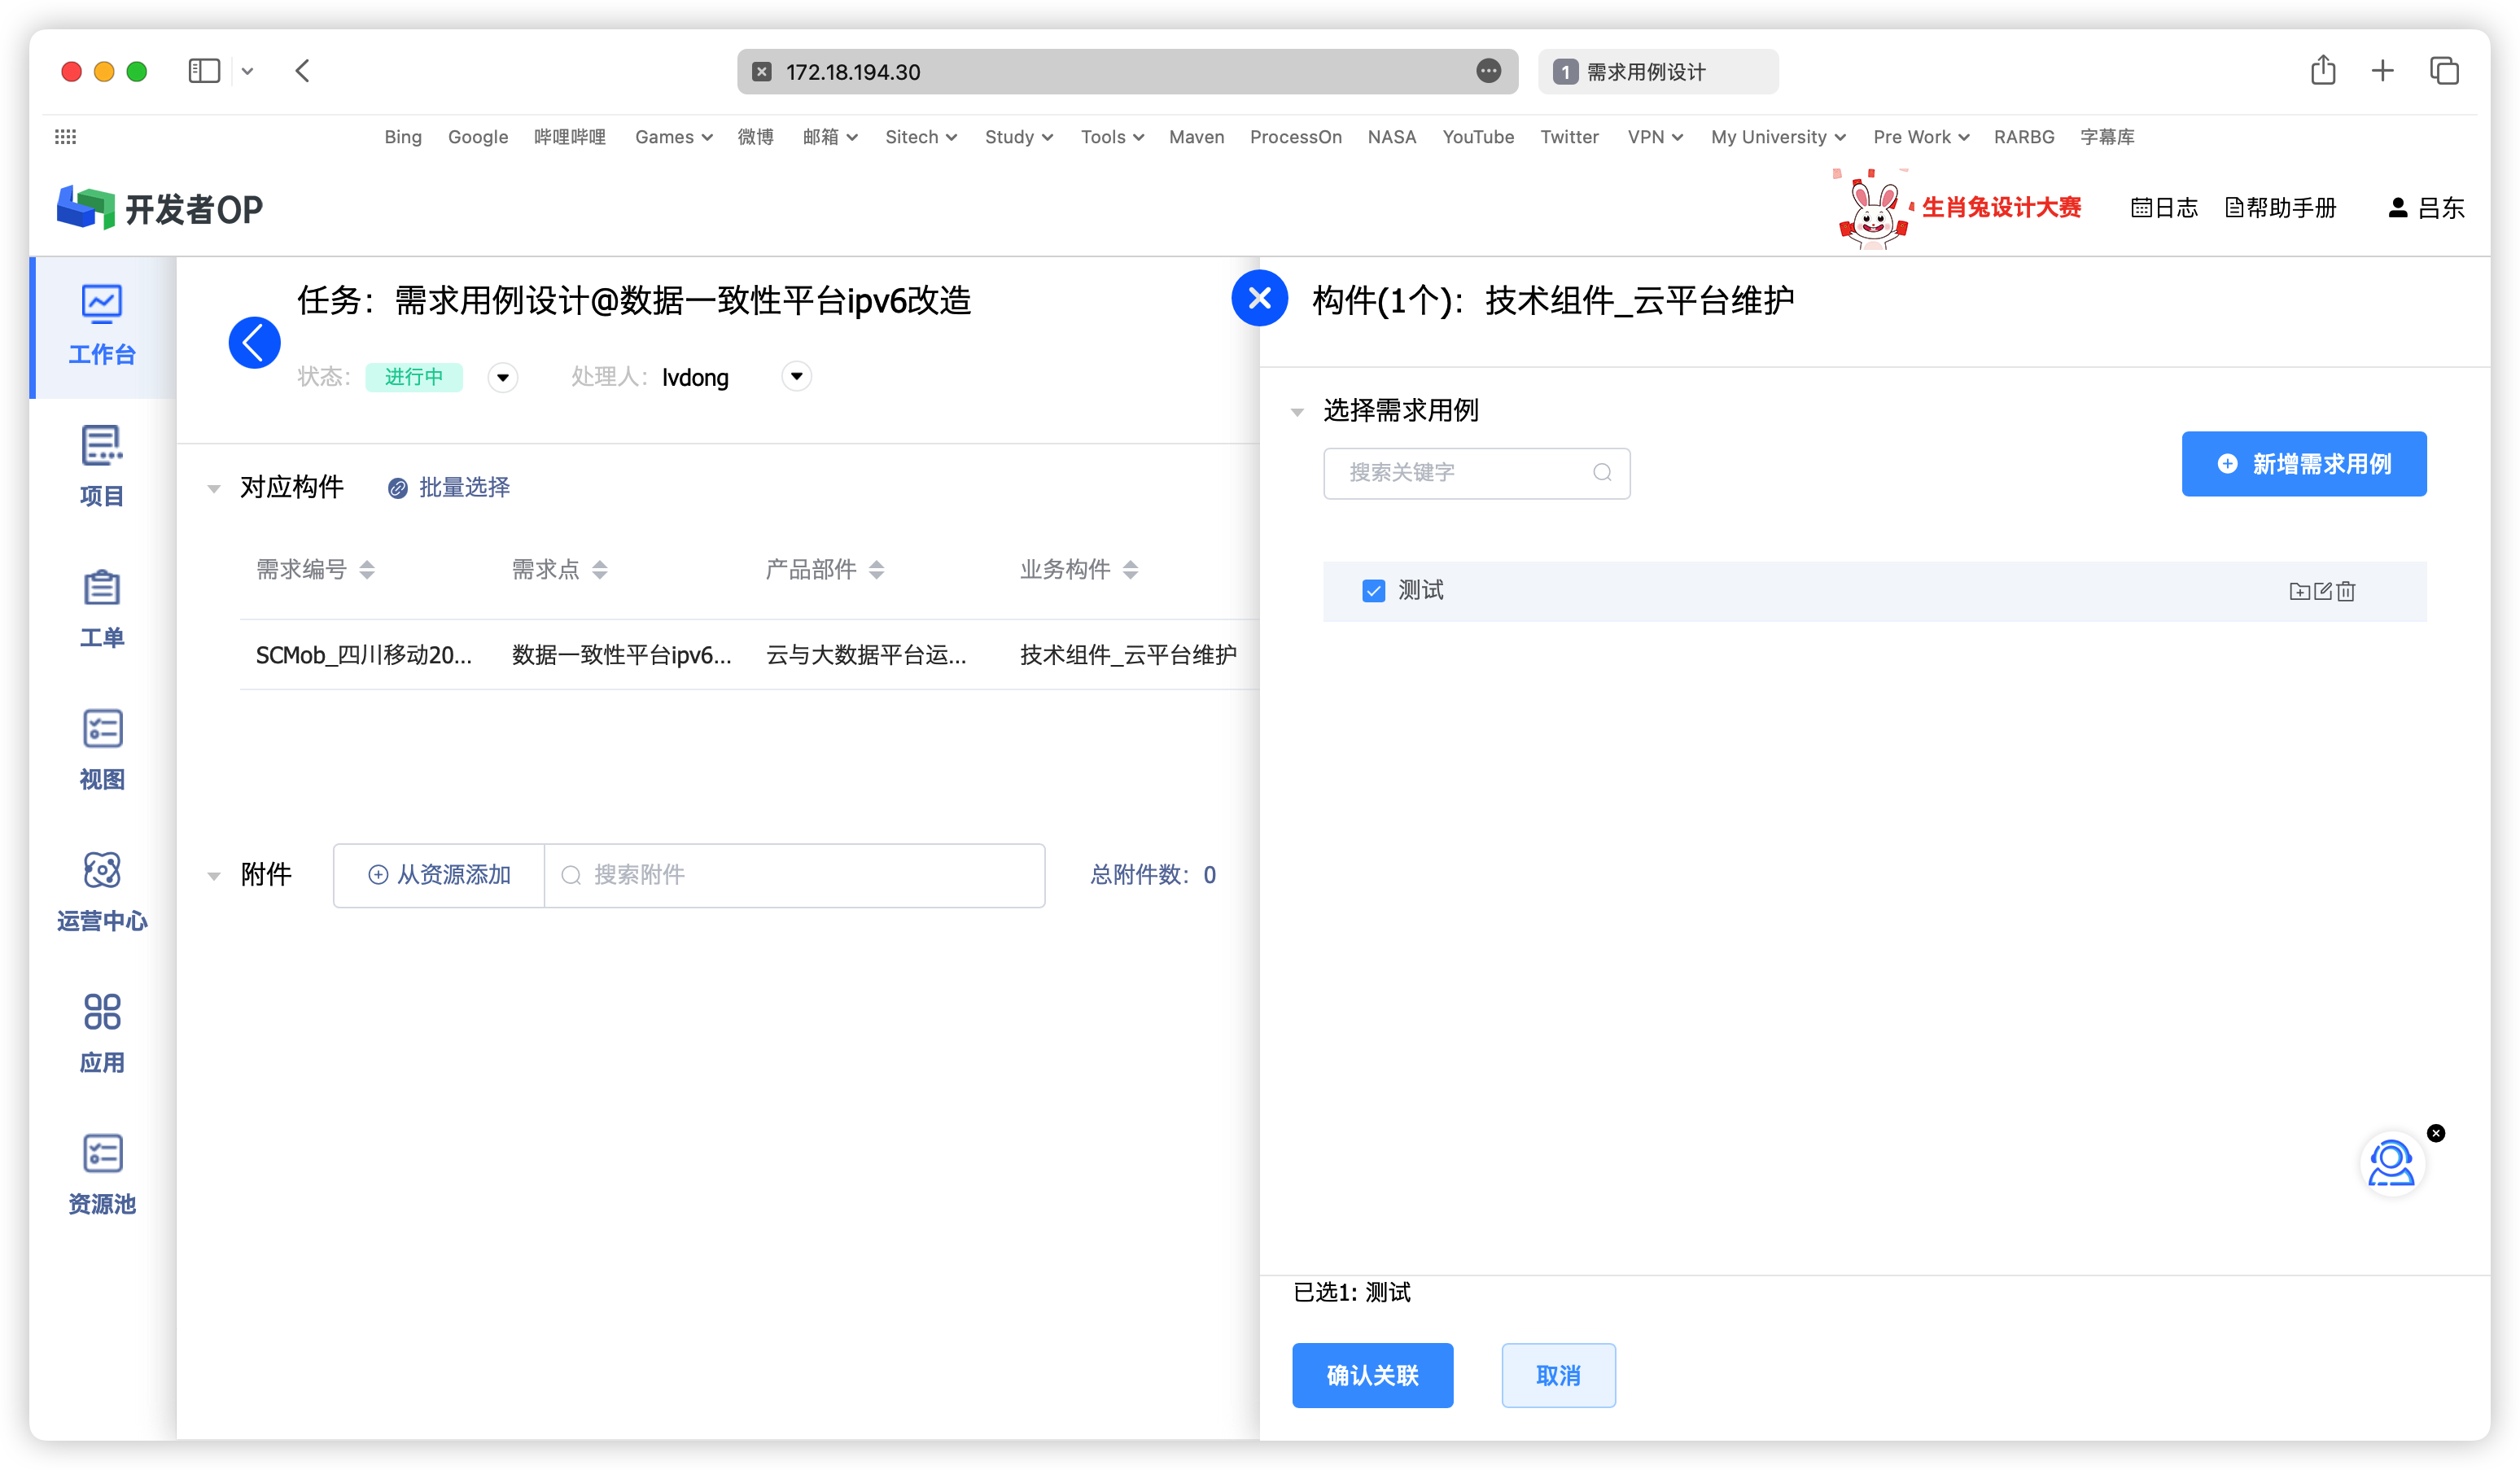 172.18.194.30
1 需求用例设计
Bing Google 哔哩哔哩 Games 微博 邮箱 Sitech Study Tools Maven ProcessOn NASA YouTube Twitter VPN My University Pre Work RARBG 字幕库
开发者OP
生肖兔设计大赛 日志 帮助手册 吕东
工作台
项目
工单
视图
运营中心
应用
资源池
任务：需求用例设计@数据一致性平台ipv6改造
状态： 进行中 处理人： lvdong
对应构件 批量选择
需求编号 需求点 产品部件 业务构件
SCMob_四川移动20... 数据一致性平台ipv6... 云与大数据平台运... 技术组件_云平台维护
附件 从资源添加 搜索附件 总附件数：0
构件(1个)：技术组件_云平台维护
选择需求用例
搜索关键字 新增需求用例
测试
已选1: 测试
确认关联 取消